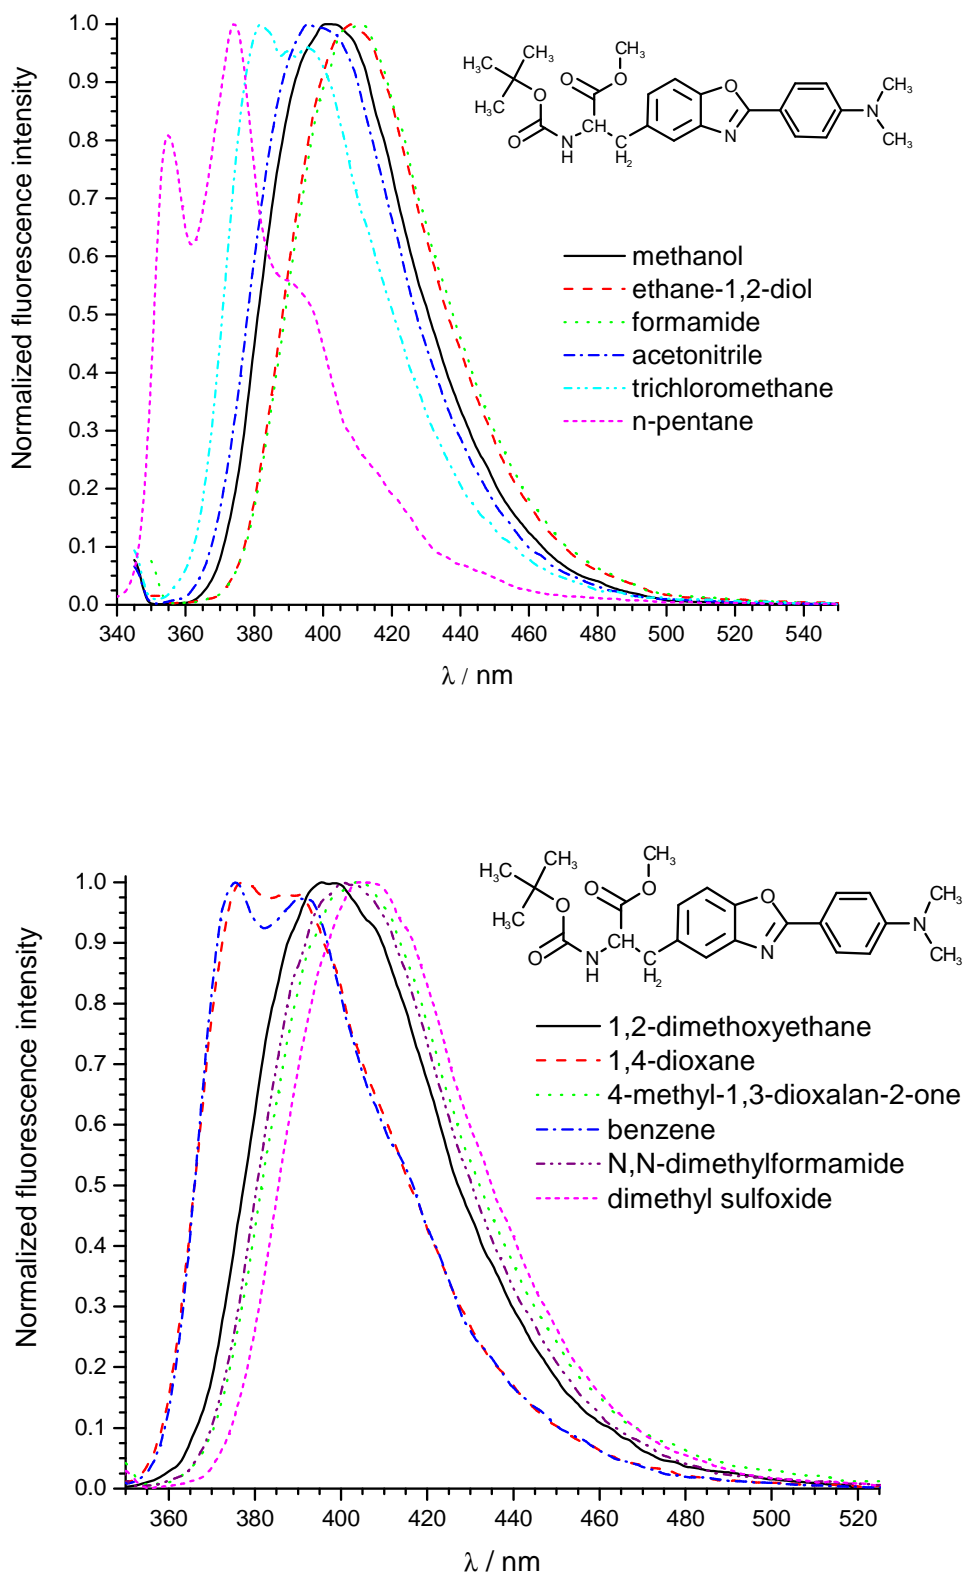 1.0
0.9
0.8
0.7
0.6
0.5
0.4
0.3
0.2
0.1
0.0
Normalized fluorescence intensity
340 360 380 400 420 440 460 480 500 520 540
λ / nm
CH3
H3C
CH3
H3C
O
O
O
O
N
H
H
C
H2
O
N
N
CH3
CH3
methanol
ethane-1,2-diol
formamide
acetonitrile
trichloromethane
n-pentane
1.0
0.9
0.8
0.7
0.6
0.5
0.4
0.3
0.2
0.1
0.0
Normalized fluorescence intensity
360 380 400 420 440 460 480 500 520
λ / nm
CH3
CH3
H3C
CH3
O
O
O
O
N
H
H
C
H2
O
N
N
CH3
CH3
1,2-dimethoxyethane
1,4-dioxane
4-methyl-1,3-dioxalan-2-one
benzene
N,N-dimethylformamide
dimethyl sulfoxide